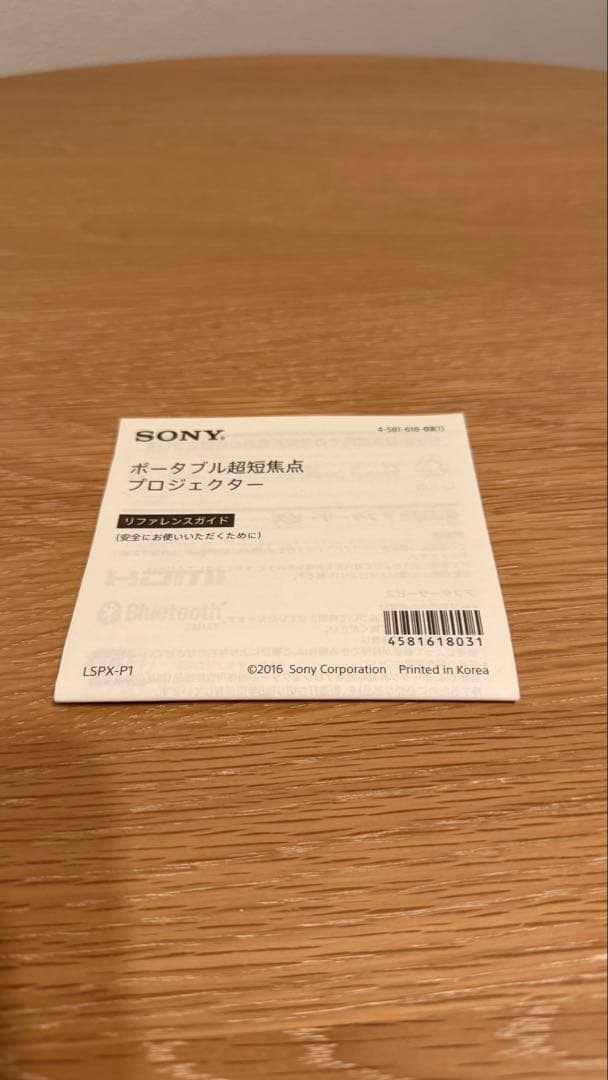 SONY
4-581-618-03(1)
ポータブル超短焦点
プロジェクター
リファレンスガイド
(安全にお使いいただくために)
4581618031
LSPX-P1
©2016 Sony Corporation Printed in Korea